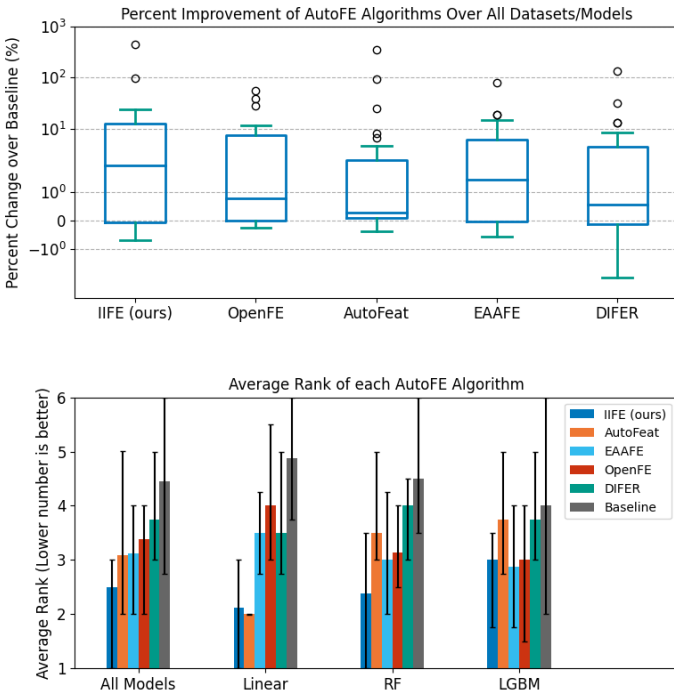 Percent Improvement of AutoFE Algorithms Over All Datasets/Models
Percent Change over Baseline (%)
10³
10²
10¹
10⁰
0
−10⁰
IIFE (ours)
OpenFE
AutoFeat
EAAFE
DIFER
Average Rank of each AutoFE Algorithm
Average Rank (Lower number is better)
6
5
4
3
2
1
IIFE (ours)
AutoFeat
EAAFE
OpenFE
DIFER
Baseline
All Models
Linear
RF
LGBM